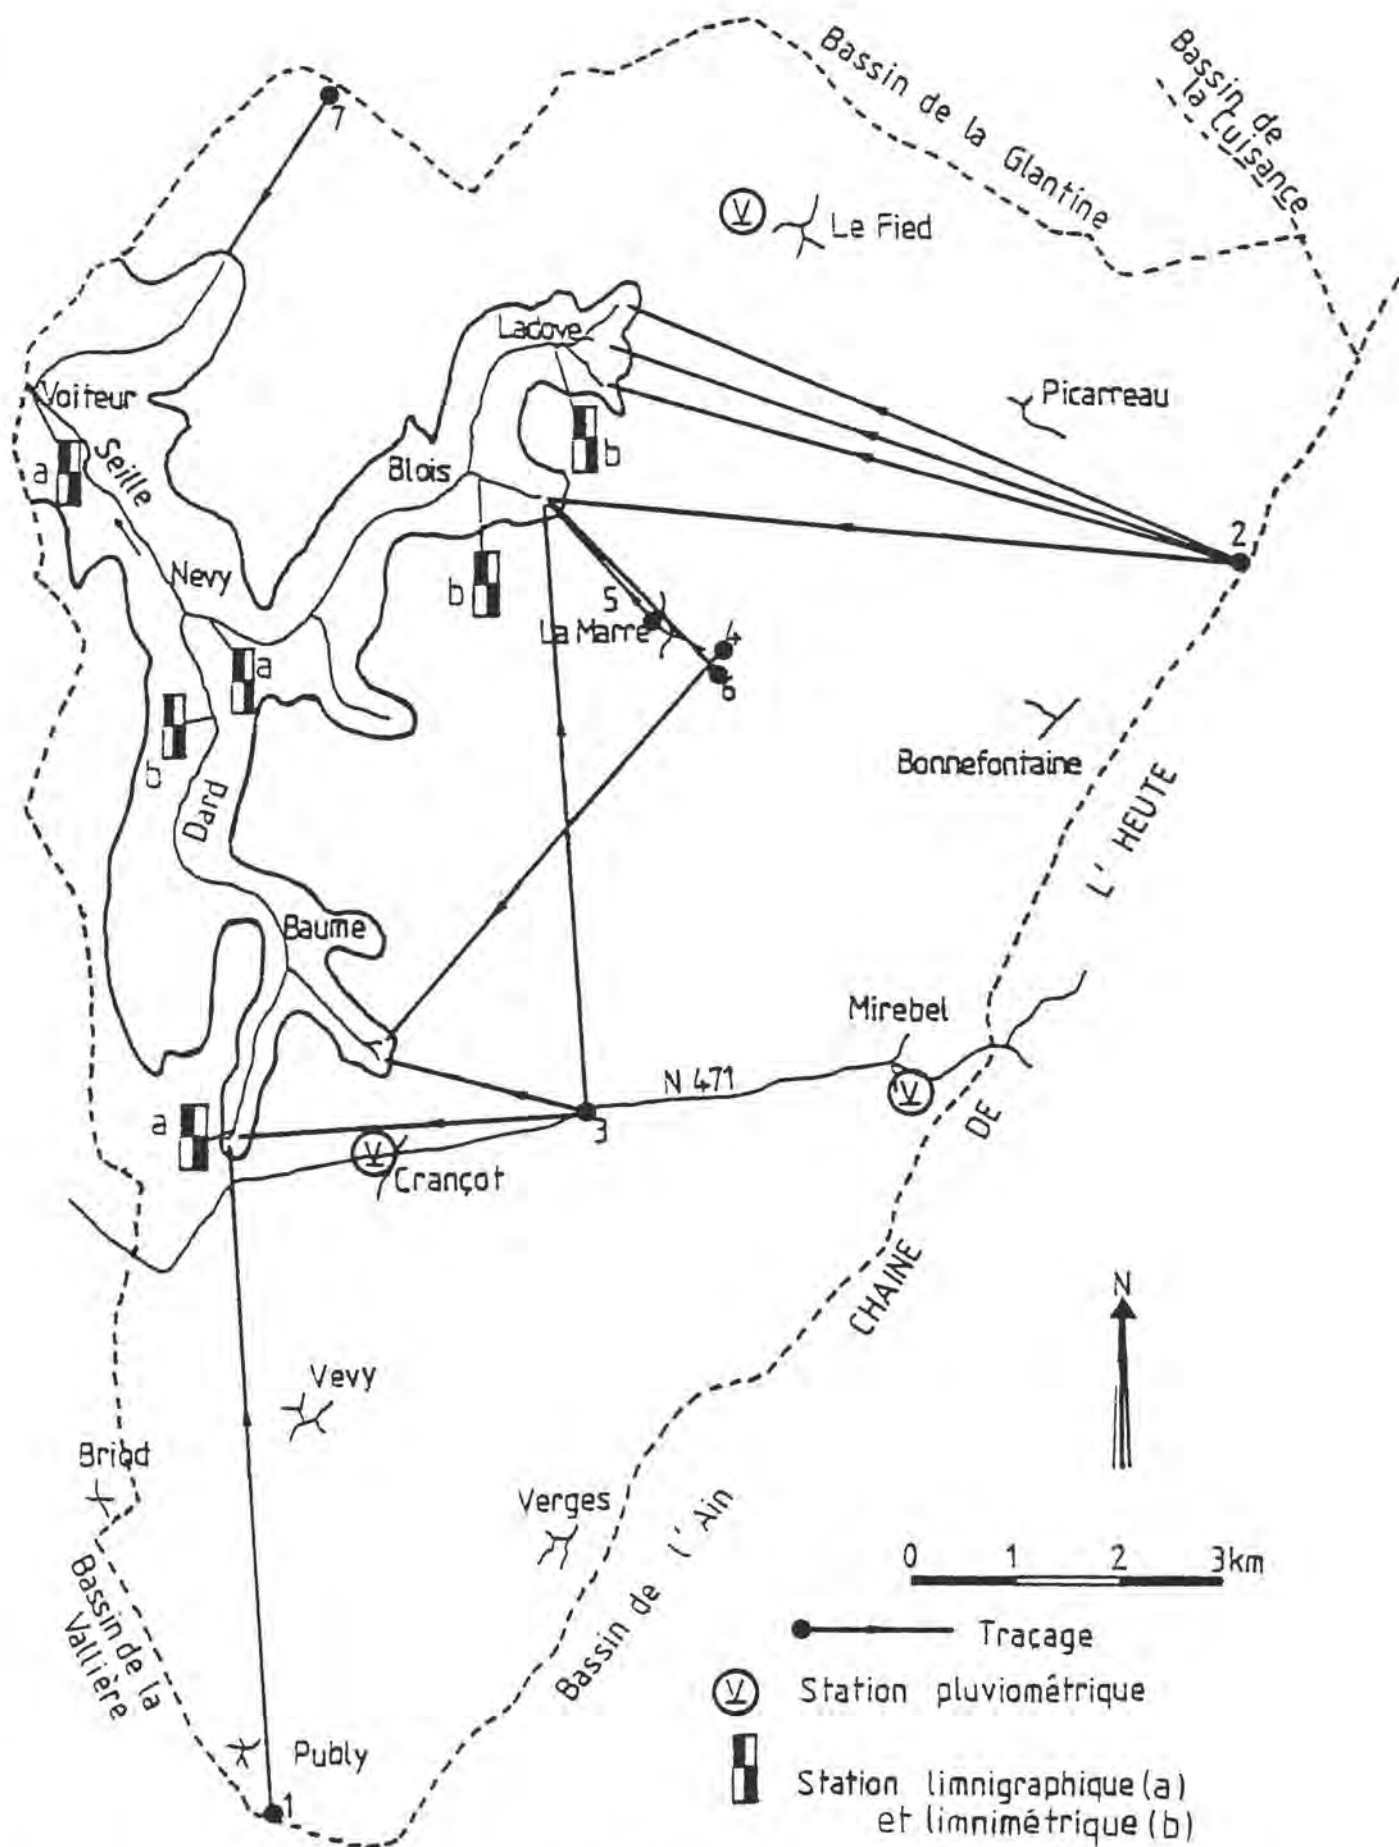 Bassin de la Glantine
Bassin de
la Cuisance
7
V
Le Fied
Ladoye
Picarreau
Voiteur
a
Seille
Blois
b
2
Nevy
b
5
La Marre
4
6
a
b
Bonnefontaine
Dard
L'HEUTE
Baume
Mirebel
N 471
V
a
3
V
Crançot
DE
CHAINE
N
Vevy
Briod
Verges
Bassin de l'Ain
Bassin de la
Vallière
0 1 2 3km
Traçage
V Station pluviométrique
Publy
1
Station limnigraphique (a)
et limnimétrique (b)